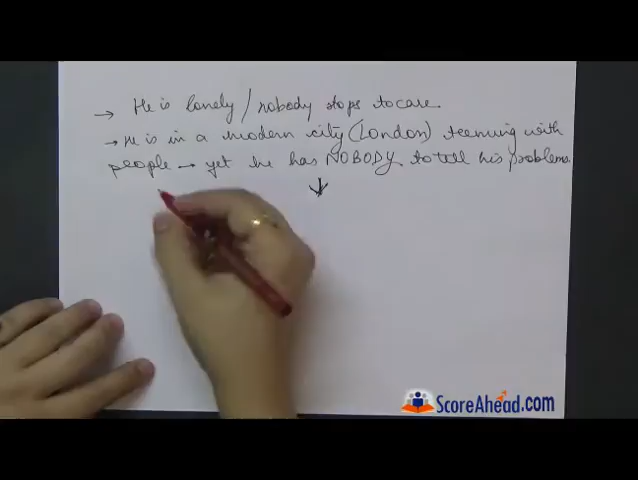 → He is lonely / nobody stops to care.
→ He is in a modern city (London) teeming with
people → yet he has NOBODY to tell his problems.
↓
ScoreAhead.com